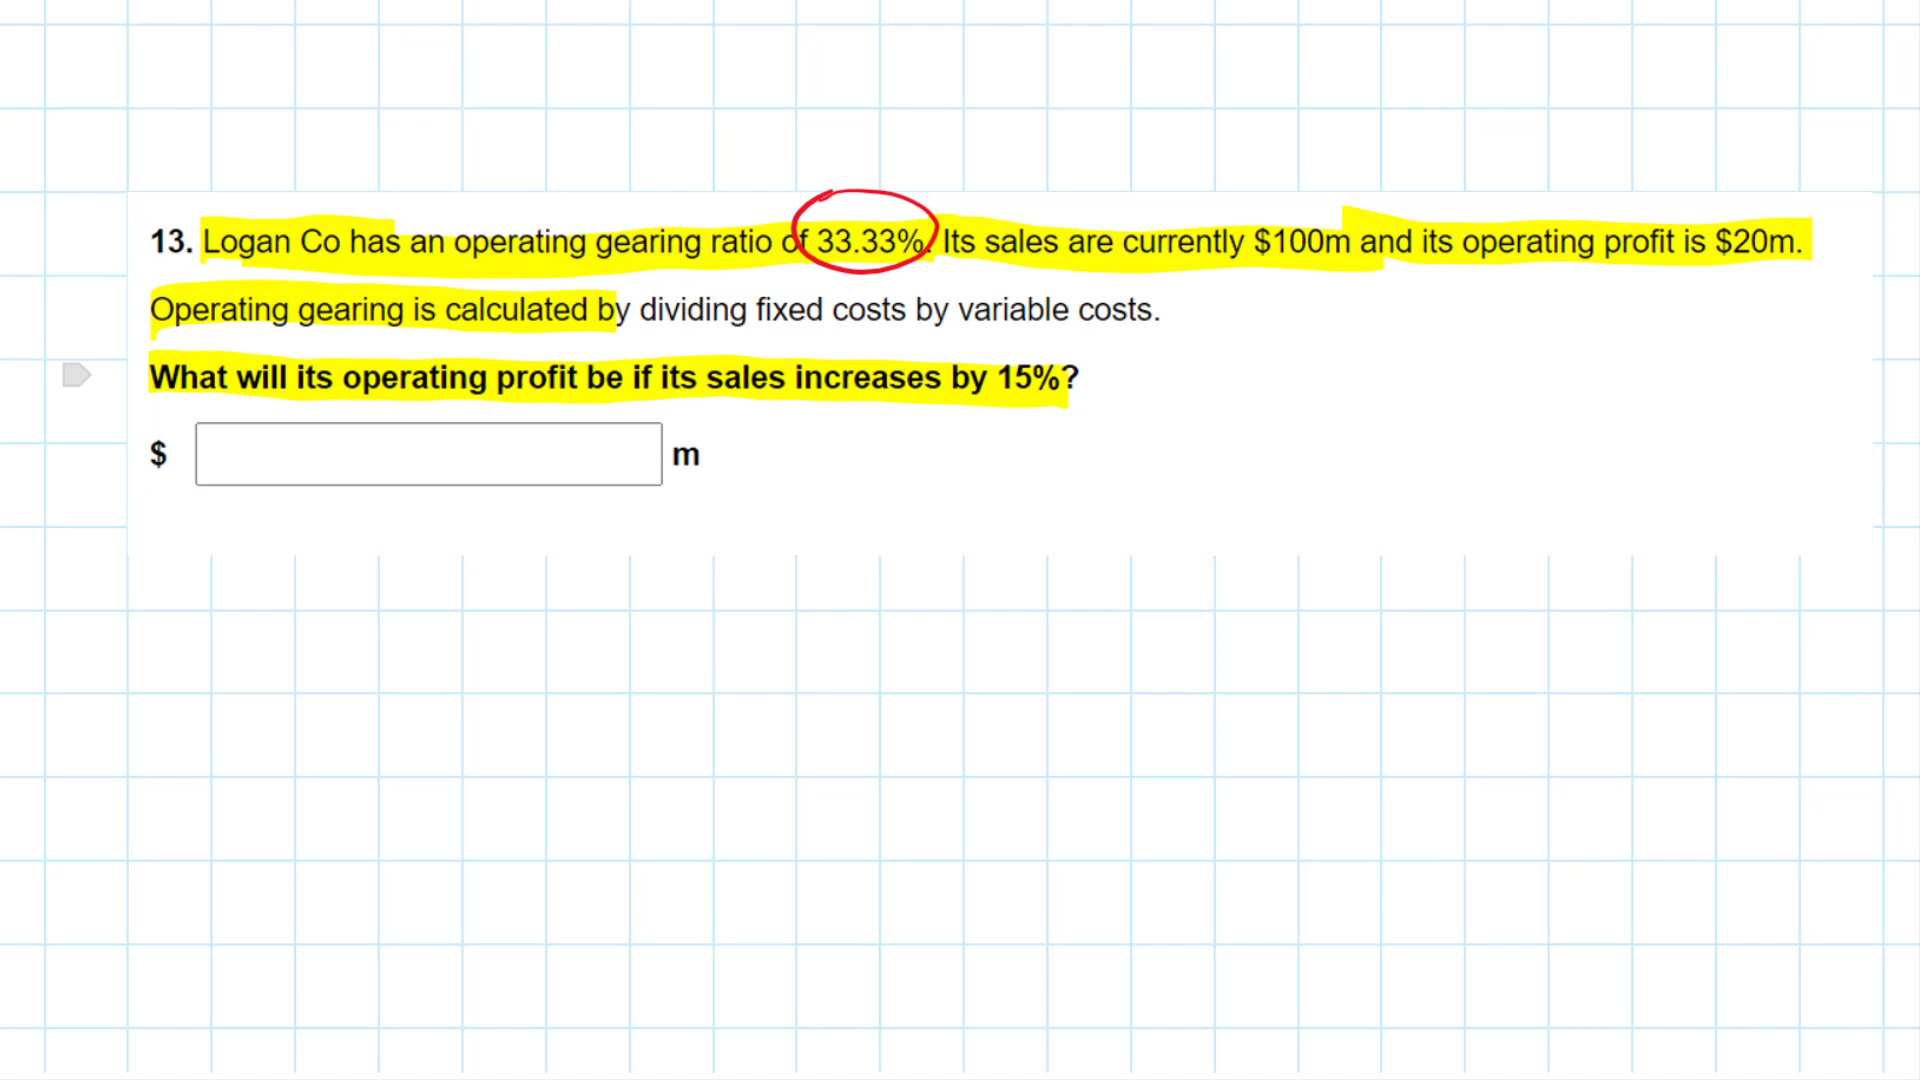 13. Logan Co has an operating gearing ratio of 33.33%. Its sales are currently $100m and its operating profit is $20m.
Operating gearing is calculated by dividing fixed costs by variable costs.
What will its operating profit be if its sales increases by 15%?
$ m